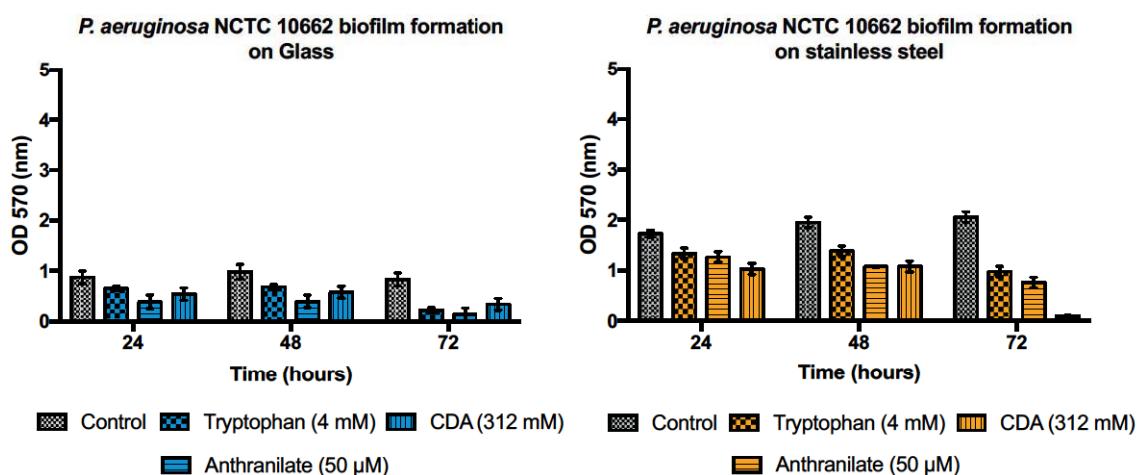 P. aeruginosa NCTC 10662 biofilm formation
on Glass
5
4
3
2
1
0
OD 570 (nm)
24
48
72
Time (hours)
Control
Tryptophan (4 mM)
CDA (312 mM)
Anthranilate (50 µM)
P. aeruginosa NCTC 10662 biofilm formation
on stainless steel
5
4
3
2
1
0
OD 570 (nm)
24
48
72
Time (hours)
Control
Tryptophan (4 mM)
CDA (312 mM)
Anthranilate (50 µM)